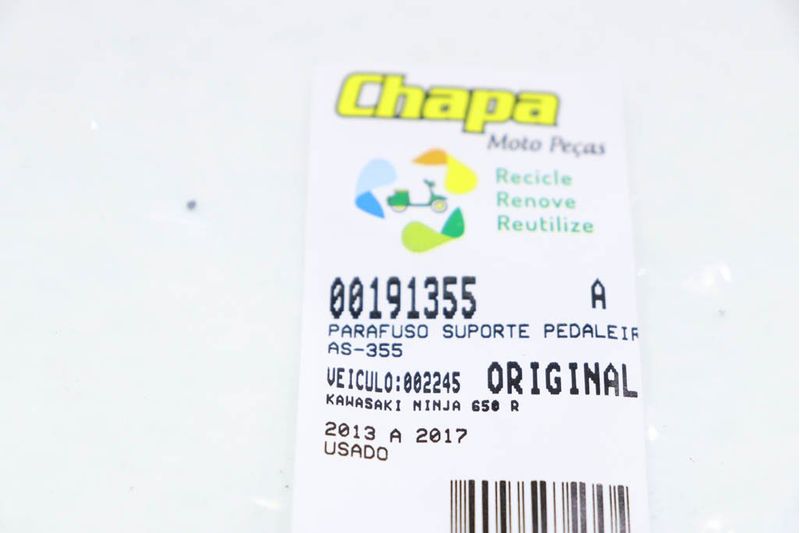 Chapa
Moto Peças
Recicle
Renove
Reutilize
00191355 A
PARAFUSO SUPORTE PEDALEIR
AS-355
VEICULO:002245 ORIGINAL
KAWASAKI NINJA 650 R
2013 A 2017
USADO